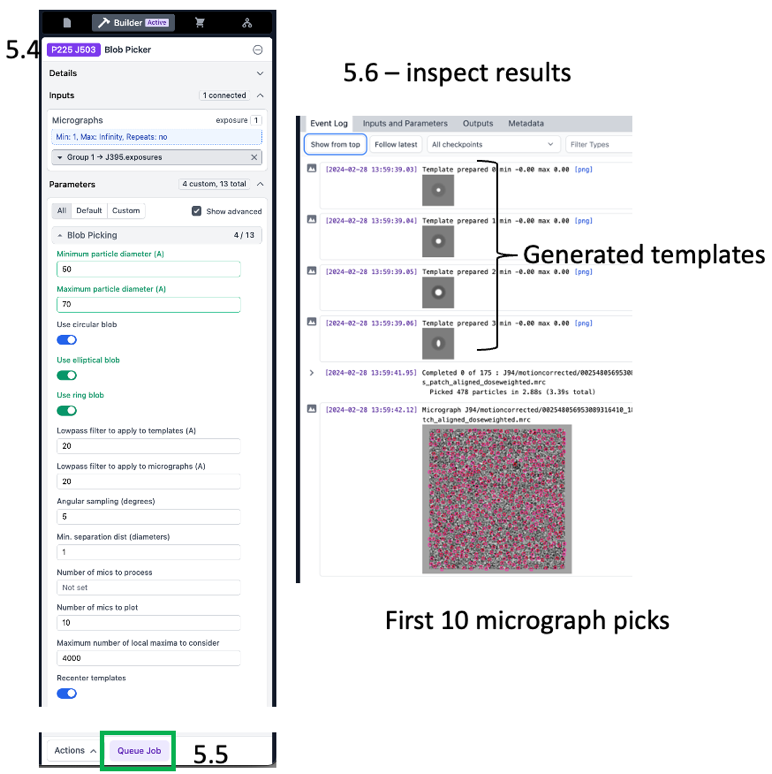 5.4
Builder Active
P225 J503 Blob Picker
Details
Inputs 1 connected
Micrographs exposure 1
Min: 1, Max: Infinity, Repeats: no
Group 1 → J395.exposures
Parameters 4 custom, 13 total
All Default Custom Show advanced
Blob Picking 4 / 13
Minimum particle diameter (A)
50
Maximum particle diameter (A)
70
Use circular blob
Use elliptical blob
Use ring blob
Lowpass filter to apply to templates (A)
20
Lowpass filter to apply to micrographs (A)
20
Angular sampling (degrees)
5
Min. separation dist (diameters)
1
Number of mics to process
Not set
Number of mics to plot
10
Maximum number of local maxima to consider
4000
Recenter templates
Actions Queue Job 5.5
5.6 – inspect results
Event Log Inputs and Parameters Outputs Metadata
Show from top Follow latest All checkpoints Filter Types
[2024-02-28 13:59:39.03] Template prepared 0 min -0.00 max 0.00 [png]
[2024-02-28 13:59:39.04] Template prepared 1 min -0.00 max 0.00 [png]
[2024-02-28 13:59:39.05] Template prepared 2 min -0.00 max 0.00 [png]
[2024-02-28 13:59:39.06] Template prepared 3 min -0.00 max 0.00 [png]
Generated templates
[2024-02-28 13:59:41.95] Completed 0 of 175 : J94/motioncorrected/002548056953089
s_patch_aligned_doseweighted.mrc
Picked 478 particles in 2.88s (3.39s total)
[2024-02-28 13:59:42.12] Micrograph J94/motioncorrected/002548056953089316410_1
tch_aligned_doseweighted.mrc
First 10 micrograph picks